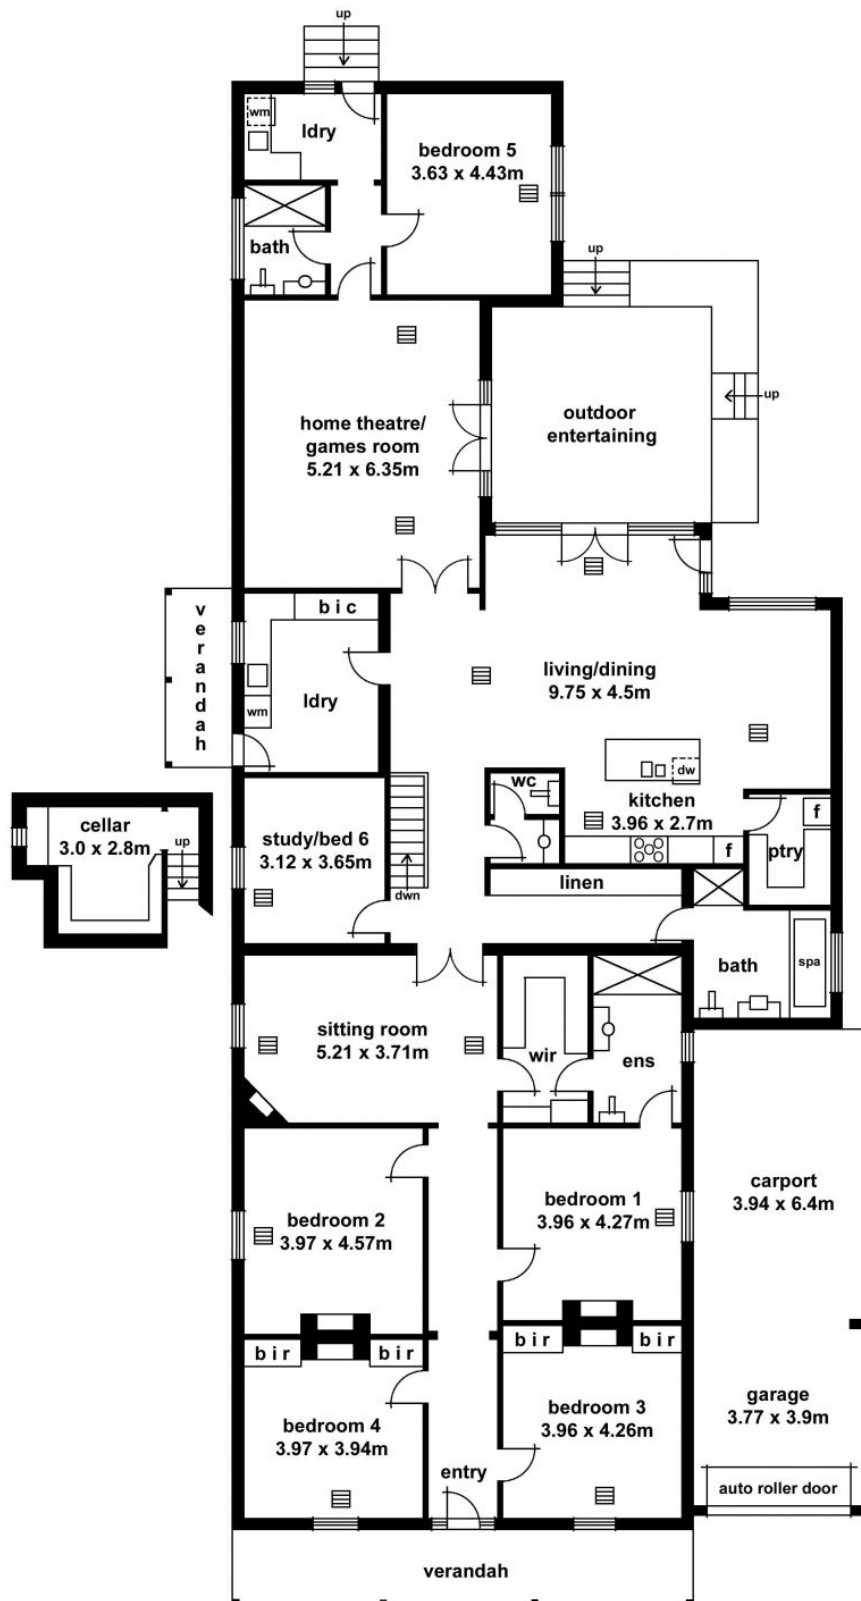 up
wm
ldry
bedroom 5
3.63 x 4.43m
bath
up
home theatre/
games room
5.21 x 6.35m
outdoor
entertaining
up
verandah
b i c
ldry
wm
living/dining
9.75 x 4.5m
dw
wc
kitchen
3.96 x 2.7m
f
f
ptry
cellar
3.0 x 2.8m
up
study/bed 6
3.12 x 3.65m
dwn
linen
bath
spa
sitting room
5.21 x 3.71m
wir
ens
carport
3.94 x 6.4m
bedroom 2
3.97 x 4.57m
bedroom 1
3.96 x 4.27m
b i r
b i r
b i r
b i r
bedroom 4
3.97 x 3.94m
bedroom 3
3.96 x 4.26m
garage
3.77 x 3.9m
entry
auto roller door
verandah